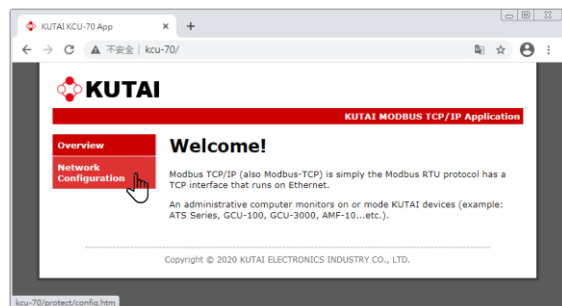 KUTAI KCU-70 App
不安全 | kcu-70/
KUTAI
KUTAI MODBUS TCP/IP Application
Overview
Network
Configuration
Welcome!
Modbus TCP/IP (also Modbus-TCP) is simply the Modbus RTU protocol has a
TCP interface that runs on Ethernet.
An administrative computer monitors on or mode KUTAI devices (example:
ATS Series, GCU-100, GCU-3000, AMF-10...etc.).
Copyright © 2020 KUTAI ELECTRONICS INDUSTRY CO., LTD.
kcu-70/protect/config.htm